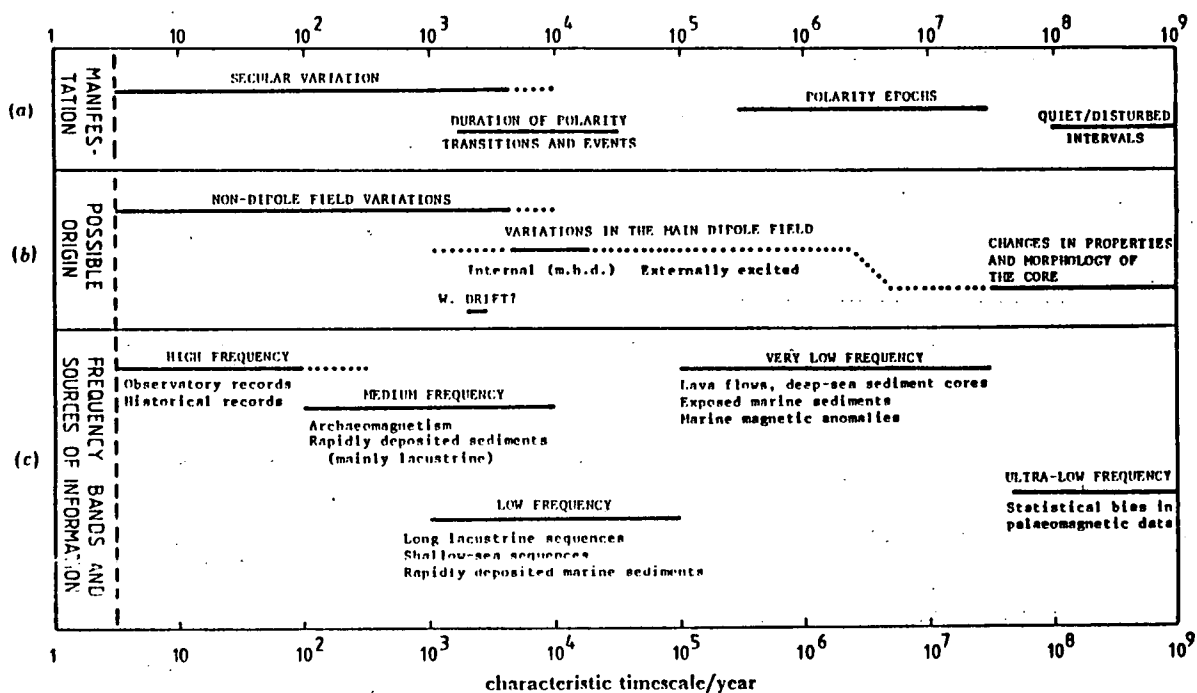 1 10 10² 10³ 10⁴ 10⁵ 10⁶ 10⁷ 10⁸ 10⁹
(a)
MANIFES-
TATION
SECULAR VARIATION
DURATION OF POLARITY
TRANSITIONS AND EVENTS
POLARITY EPOCHS
QUIET/DISTURBED
INTERVALS
(b)
POSSIBLE
ORIGIN
NON-DIPOLE FIELD VARIATIONS
VARIATIONS IN THE MAIN DIPOLE FIELD
Internal (m.h.d.) Externally excited
W. DRIFT?
CHANGES IN PROPERTIES
AND MORPHOLOGY OF
THE CORE
(c)
FREQUENCY BANDS AND
SOURCES OF INFORMATION
HIGH FREQUENCY
Observatory records
Historical records
MEDIUM FREQUENCY
Archaeomagnetism
Rapidly deposited sediments
(mainly lacustrine)
LOW FREQUENCY
Long lacustrine sequences
Shallow-sea sequences
Rapidly deposited marine sediments
VERY LOW FREQUENCY
Lava flows, deep-sea sediment cores
Exposed marine sediments
Marine magnetic anomalies
ULTRA-LOW FREQUENCY
Statistical bias in
palaeomagnetic data
1 10 10² 10³ 10⁴ 10⁵ 10⁶ 10⁷ 10⁸ 10⁹
characteristic timescale/year